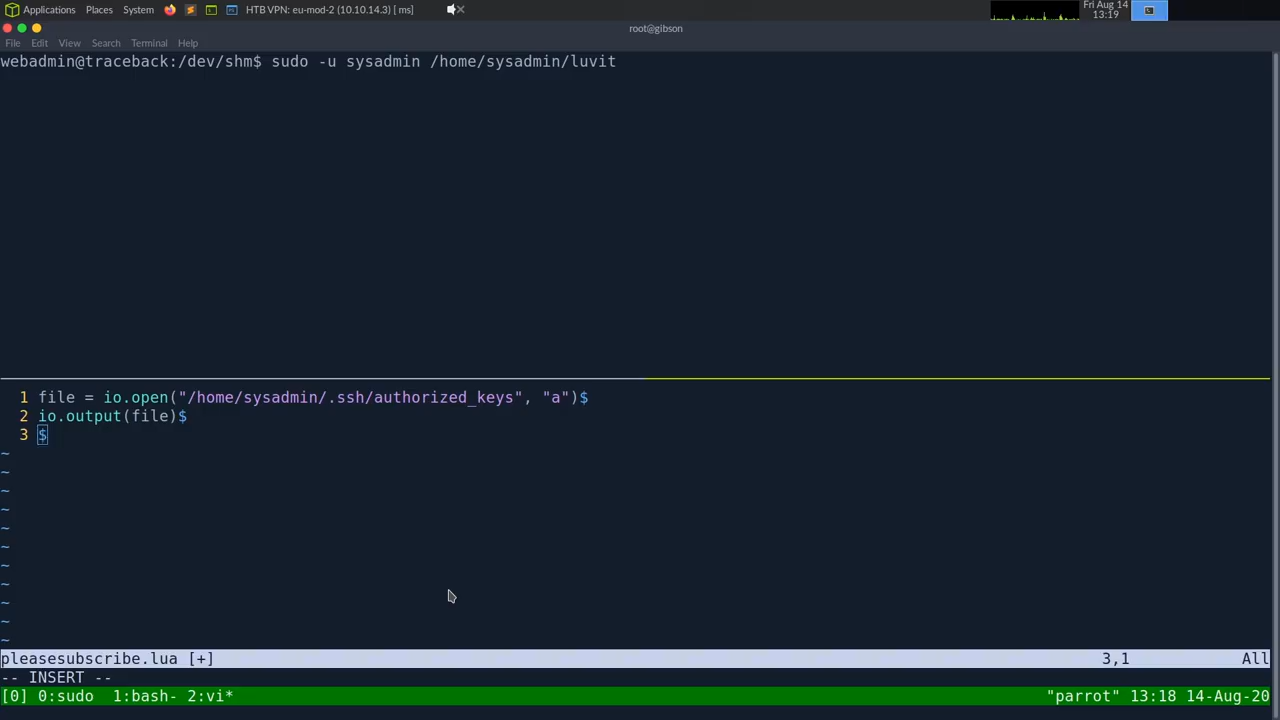 Applications Places System HTB VPN: eu-mod-2 (10.10.14.3) [ ms] Fri Aug 14
13:19
root@gibson
File Edit View Search Terminal Help
webadmin@traceback:/dev/shm$ sudo -u sysadmin /home/sysadmin/luvit
1 file = io.open("/home/sysadmin/.ssh/authorized_keys", "a")$
2 io.output(file)$
3 $
~
~
~
~
~
~
~
~
~
~
~
pleasesubscribe.lua [+] 3,1 All
-- INSERT --
[0] 0:sudo 1:bash- 2:vi* "parrot" 13:18 14-Aug-20